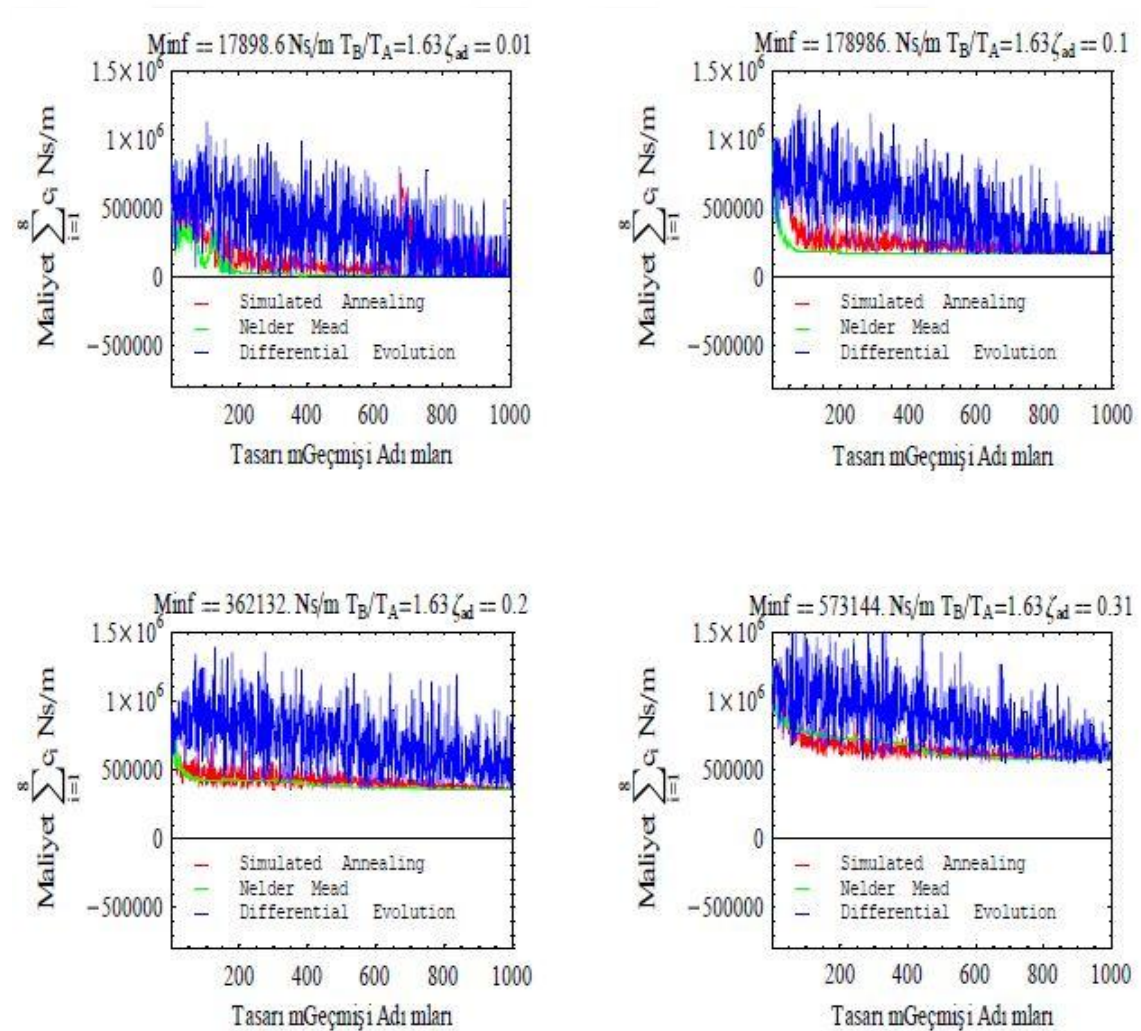 Minf == 17898.6 Ns/m T_B/T_A=1.63 ζ_ad == 0.01
1.5×10^6
1×10^6
500000
0
−500000
Maliyet ∑_{i=1}^{8} c_i Ns/m
Simulated Annealing
Nelder Mead
Differential Evolution
200 400 600 800 1000
Tasarı mGeçmişi Adı mları
Minf == 178986. Ns/m T_B/T_A=1.63 ζ_ad == 0.1
1.5×10^6
1×10^6
500000
0
−500000
Maliyet ∑_{i=1}^{8} c_i Ns/m
Simulated Annealing
Nelder Mead
Differential Evolution
200 400 600 800 1000
Tasarı mGeçmişi Adı mları
Minf == 362132. Ns/m T_B/T_A=1.63 ζ_ad == 0.2
1.5×10^6
1×10^6
500000
0
−500000
Maliyet ∑_{i=1}^{8} c_i Ns/m
Simulated Annealing
Nelder Mead
Differential Evolution
200 400 600 800 1000
Tasarı mGeçmişi Adı mları
Minf == 573144. Ns/m T_B/T_A=1.63 ζ_ad == 0.31
1.5×10^6
1×10^6
500000
0
−500000
Maliyet ∑_{i=1}^{8} c_i Ns/m
Simulated Annealing
Nelder Mead
Differential Evolution
200 400 600 800 1000
Tasarı mGeçmişi Adı mları